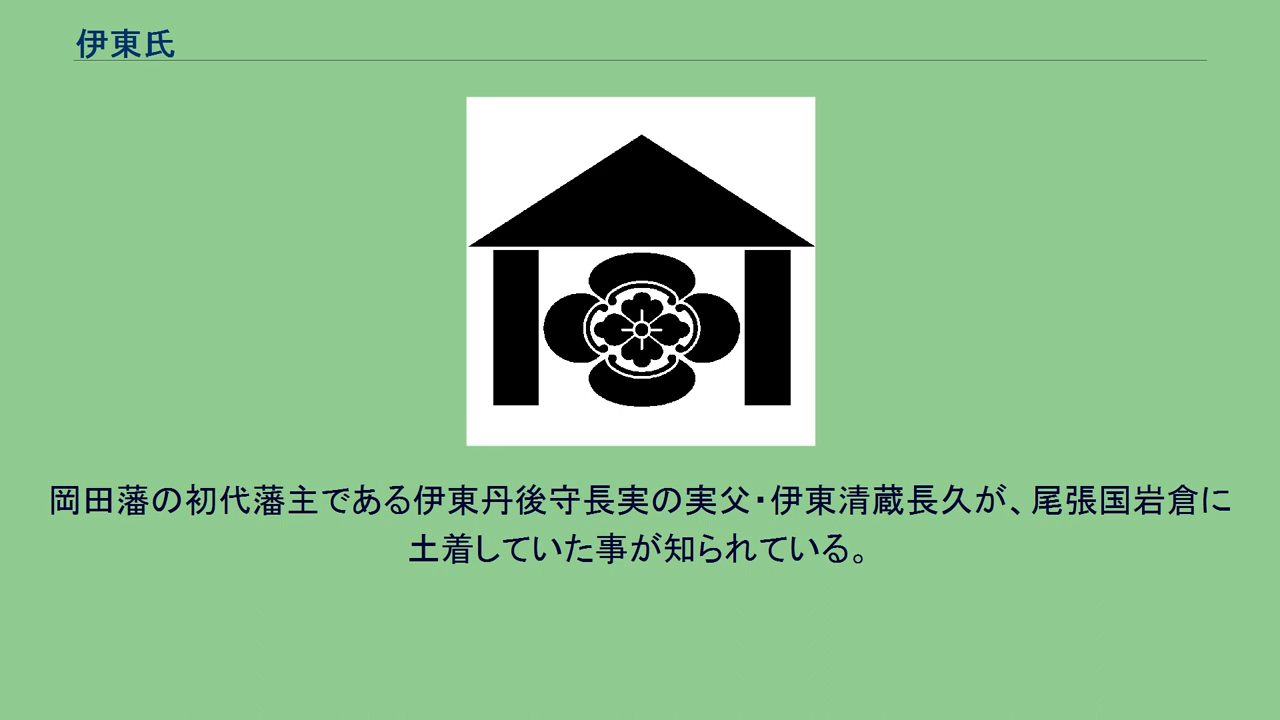 伊東氏
岡田藩の初代藩主である伊東丹後守長実の実父・伊東清蔵長久が、尾張国岩倉に
土着していた事が知られている。